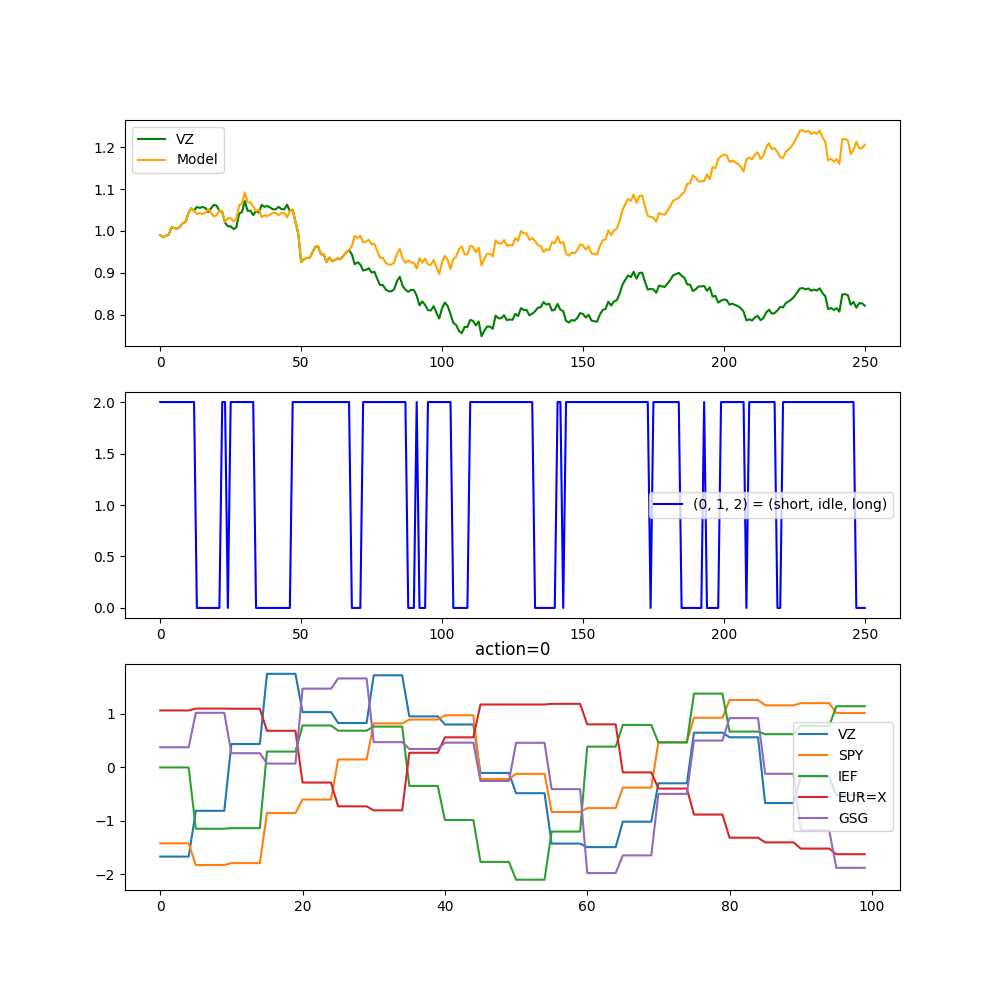 1.2
1.1
1.0
0.9
0.8
VZ
Model
0 50 100 150 200 250
2.0
1.5
1.0
0.5
0.0
(0, 1, 2) = (short, idle, long)
0 50 100 150 200 250
action=0
1
0
−1
−2
VZ
SPY
IEF
EUR=X
GSG
0 20 40 60 80 100